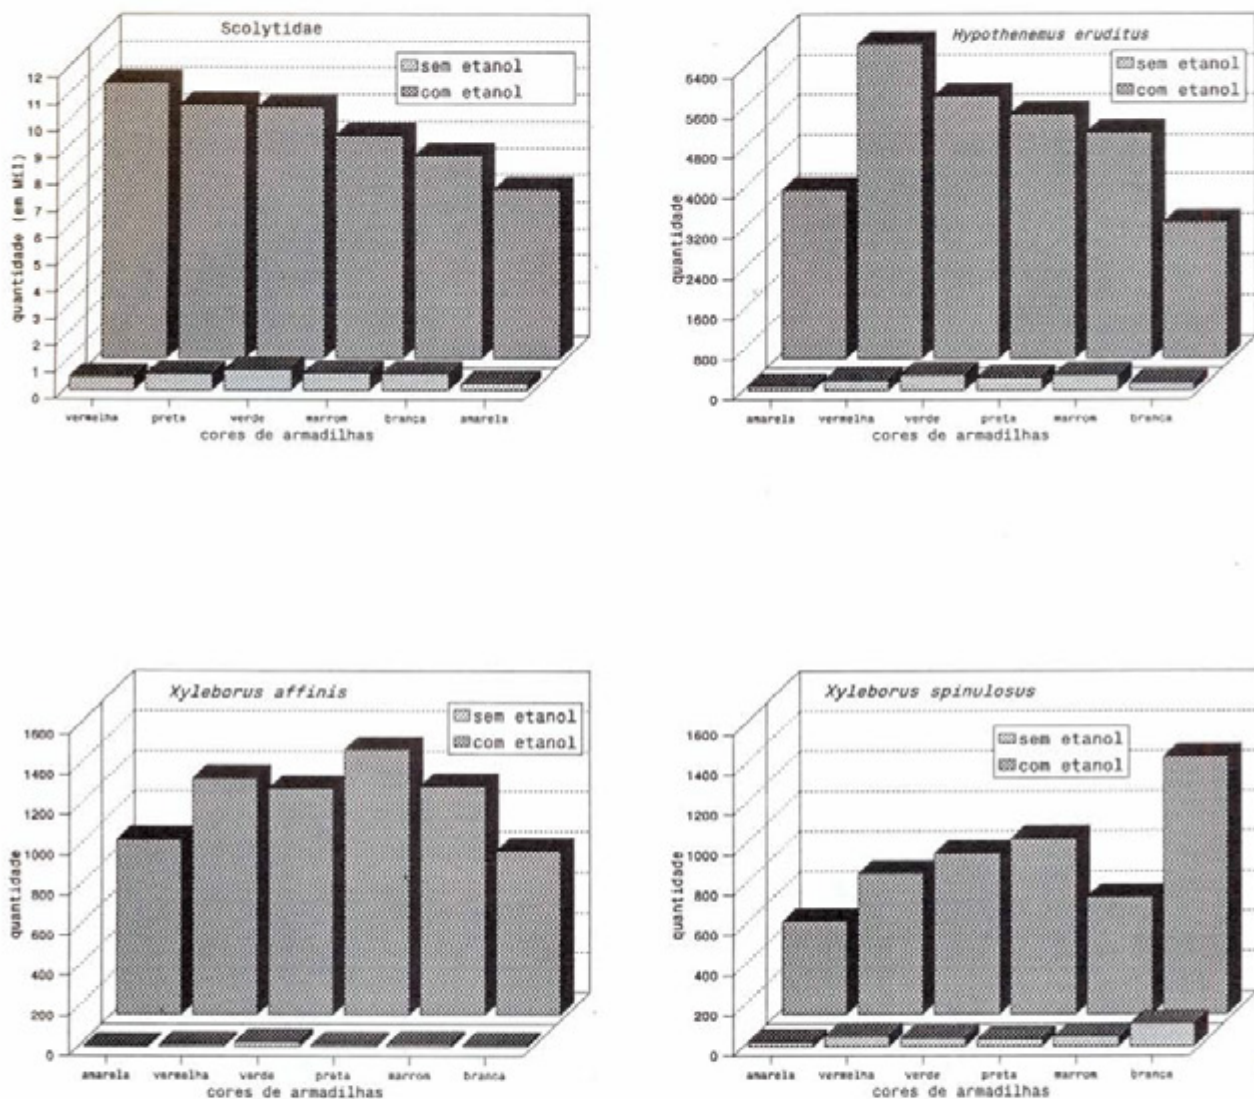 Scolytidae
sem etanol
com etanol
12
11
10
9
8
7
6
5
4
3
2
1
0
quantidade (em Mil)
vermelha preta verde marrom branca amarela
cores de armadilhas
Hypothenemus eruditus
sem etanol
com etanol
6400
5600
4800
4000
3200
2400
1600
800
0
quantidade
amarela vermelha verde preta marrom branca
cores de armadilhas
Xyleborus affinis
sem etanol
com etanol
1600
1400
1200
1000
800
600
400
200
0
quantidade
amarela vermelha verde preta marrom branca
cores de armadilhas
Xyleborus spinulosus
sem etanol
com etanol
1600
1400
1200
1000
800
600
400
200
0
quantidade
amarela vermelha verde preta marrom branca
cores de armadilhas